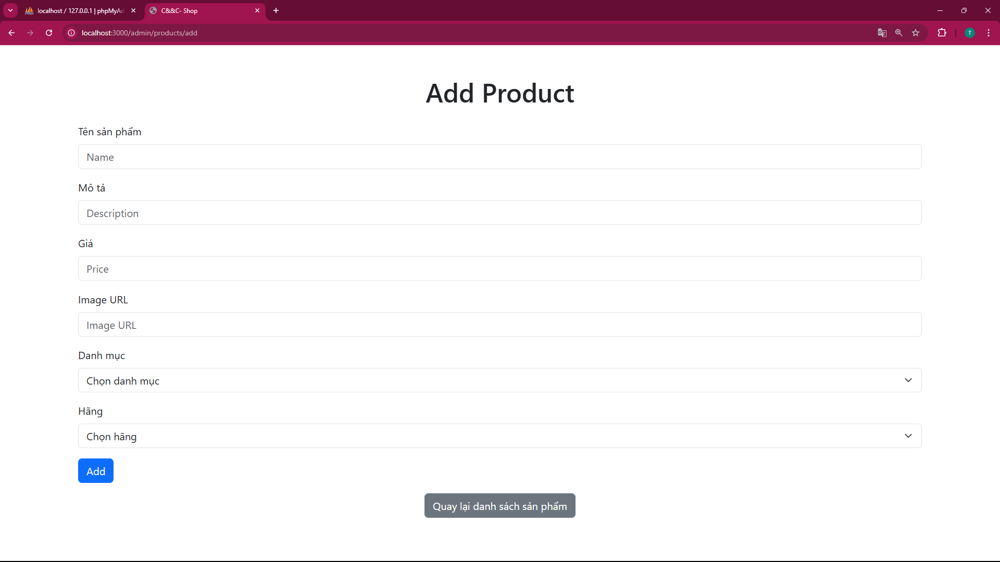 localhost / 127.0.0.1 | phpMyAd
C&&C- Shop
localhost:3000/admin/products/add
T
Add Product
Tên sản phẩm
Name
Mô tả
Description
Giá
Price
Image URL
Image URL
Danh mục
Chọn danh mục
Hãng
Chọn hãng
Add
Quay lại danh sách sản phẩm